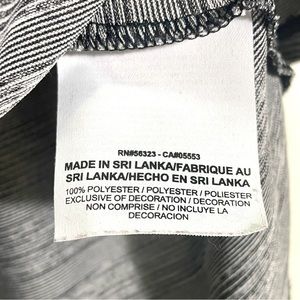 RN#56323 - CA#05553
MADE IN SRI LANKA/FABRIQUE AU
SRI LANKA/HECHO EN SRI LANKA
100% POLYESTER / POLYESTER / POLIESTER
EXCLUSIVE OF DECORATION / DECORATION
NON COMPRISE / NO INCLUYE LA
DECORACION